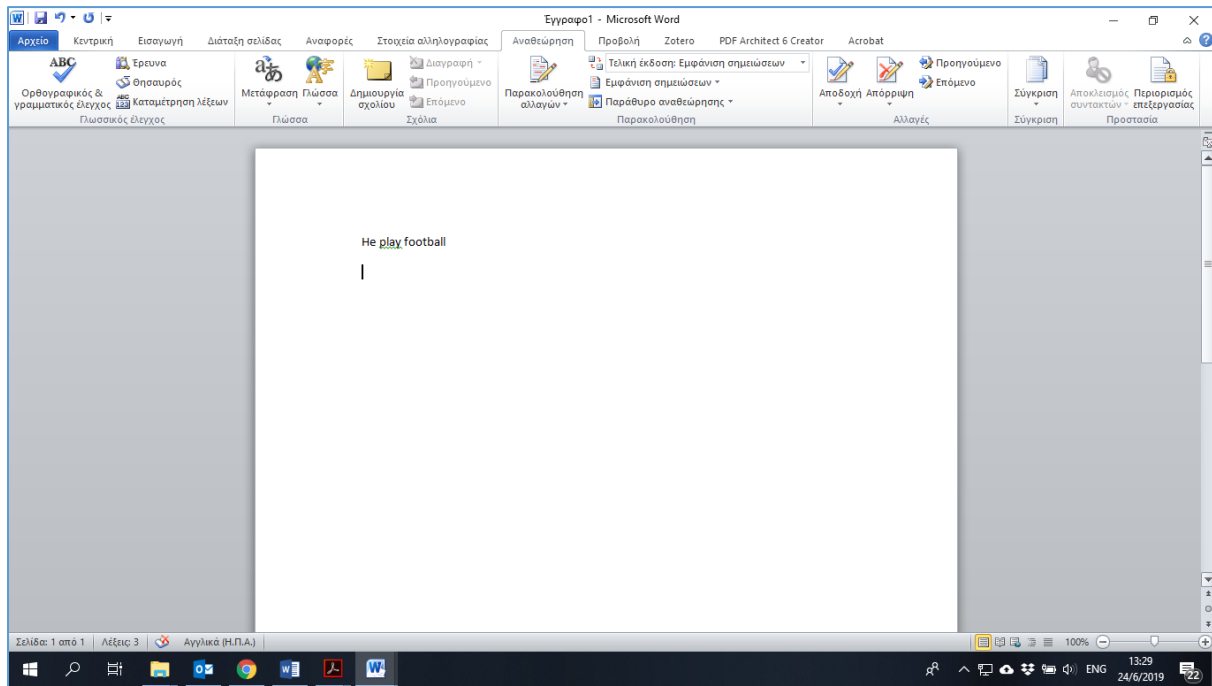 Έγγραφο1 - Microsoft Word
Αρχείο Κεντρική Εισαγωγή Διάταξη σελίδας Αναφορές Στοιχεία αλληλογραφίας Αναθεώρηση Προβολή Zotero PDF Architect 6 Creator Acrobat
ABC
Ορθογραφικός & γραμματικός έλεγχος
Έρευνα
Θησαυρός
ABC 123 Καταμέτρηση λέξεων
Γλωσσικός έλεγχος
Μετάφραση Γλώσσα
Γλώσσα
Δημιουργία σχολίου
Διαγραφή
Προηγούμενο
Επόμενο
Σχόλια
Παρακολούθηση αλλαγών
Τελική έκδοση: Εμφάνιση σημειώσεων
Εμφάνιση σημειώσεων
Παράθυρο αναθεώρησης
Παρακολούθηση
Αποδοχή Απόρριψη
Προηγούμενο
Επόμενο
Αλλαγές
Σύγκριση
Σύγκριση
Αποκλεισμός συντακτών
Περιορισμός επεξεργασίας
Προστασία
He play football
Σελίδα: 1 από 1 Λέξεις: 3 Αγγλικά (Η.Π.Α.) 100%
ENG 13:29
24/6/2019 22